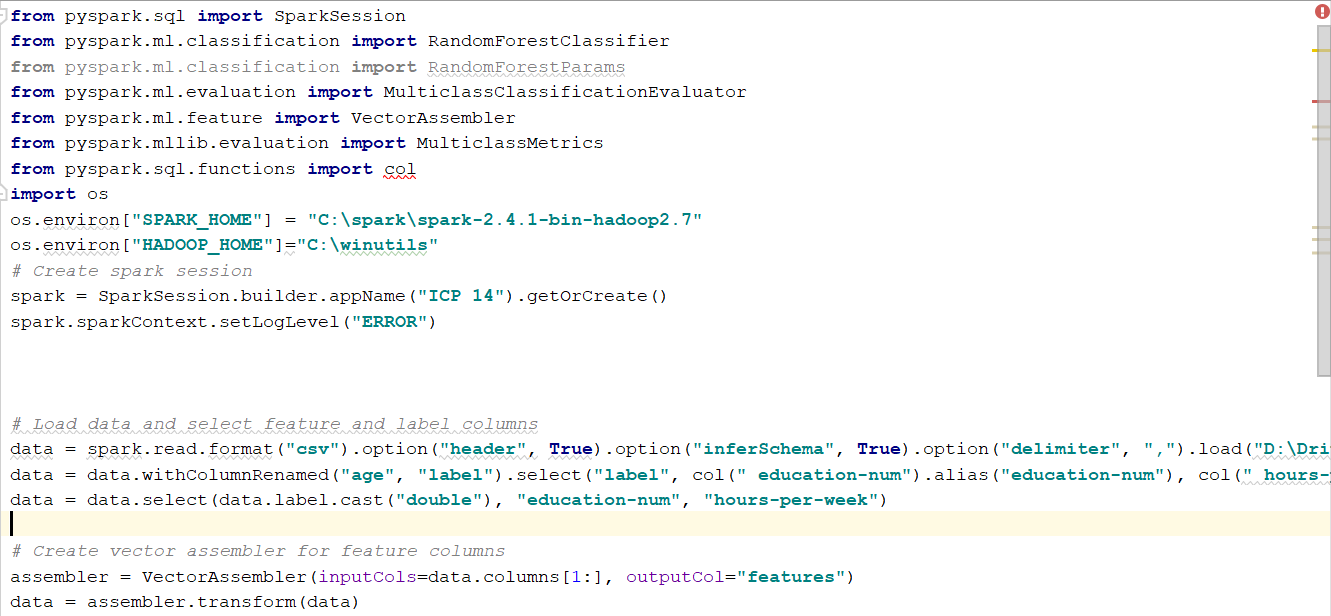 from pyspark.sql import SparkSession
from pyspark.ml.classification import RandomForestClassifier
from pyspark.ml.classification import RandomForestParams
from pyspark.ml.evaluation import MulticlassClassificationEvaluator
from pyspark.ml.feature import VectorAssembler
from pyspark.mllib.evaluation import MulticlassMetrics
from pyspark.sql.functions import col
import os
os.environ["SPARK_HOME"] = "C:\spark\spark-2.4.1-bin-hadoop2.7"
os.environ["HADOOP_HOME"]="C:\winutils"
# Create spark session
spark = SparkSession.builder.appName("ICP 14").getOrCreate()
spark.sparkContext.setLogLevel("ERROR")
# Load data and select feature and label columns
data = spark.read.format("csv").option("header", True).option("inferSchema", True).option("delimiter", ",").load("D:\Dri
data = data.withColumnRenamed("age", "label").select("label", col(" education-num").alias("education-num"), col(" hours-
data = data.select(data.label.cast("double"), "education-num", "hours-per-week")
# Create vector assembler for feature columns
assembler = VectorAssembler(inputCols=data.columns[1:], outputCol="features")
data = assembler.transform(data)